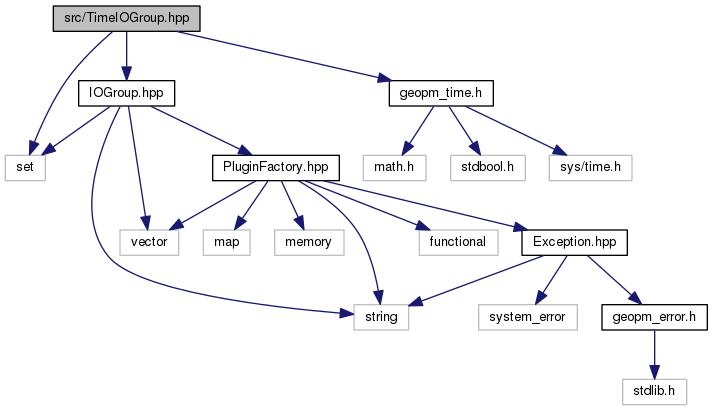 src/TimeIOGroup.hpp
IOGroup.hpp
geopm_time.h
set
PluginFactory.hpp
math.h
stdbool.h
sys/time.h
vector
map
memory
functional
Exception.hpp
string
system_error
geopm_error.h
stdlib.h